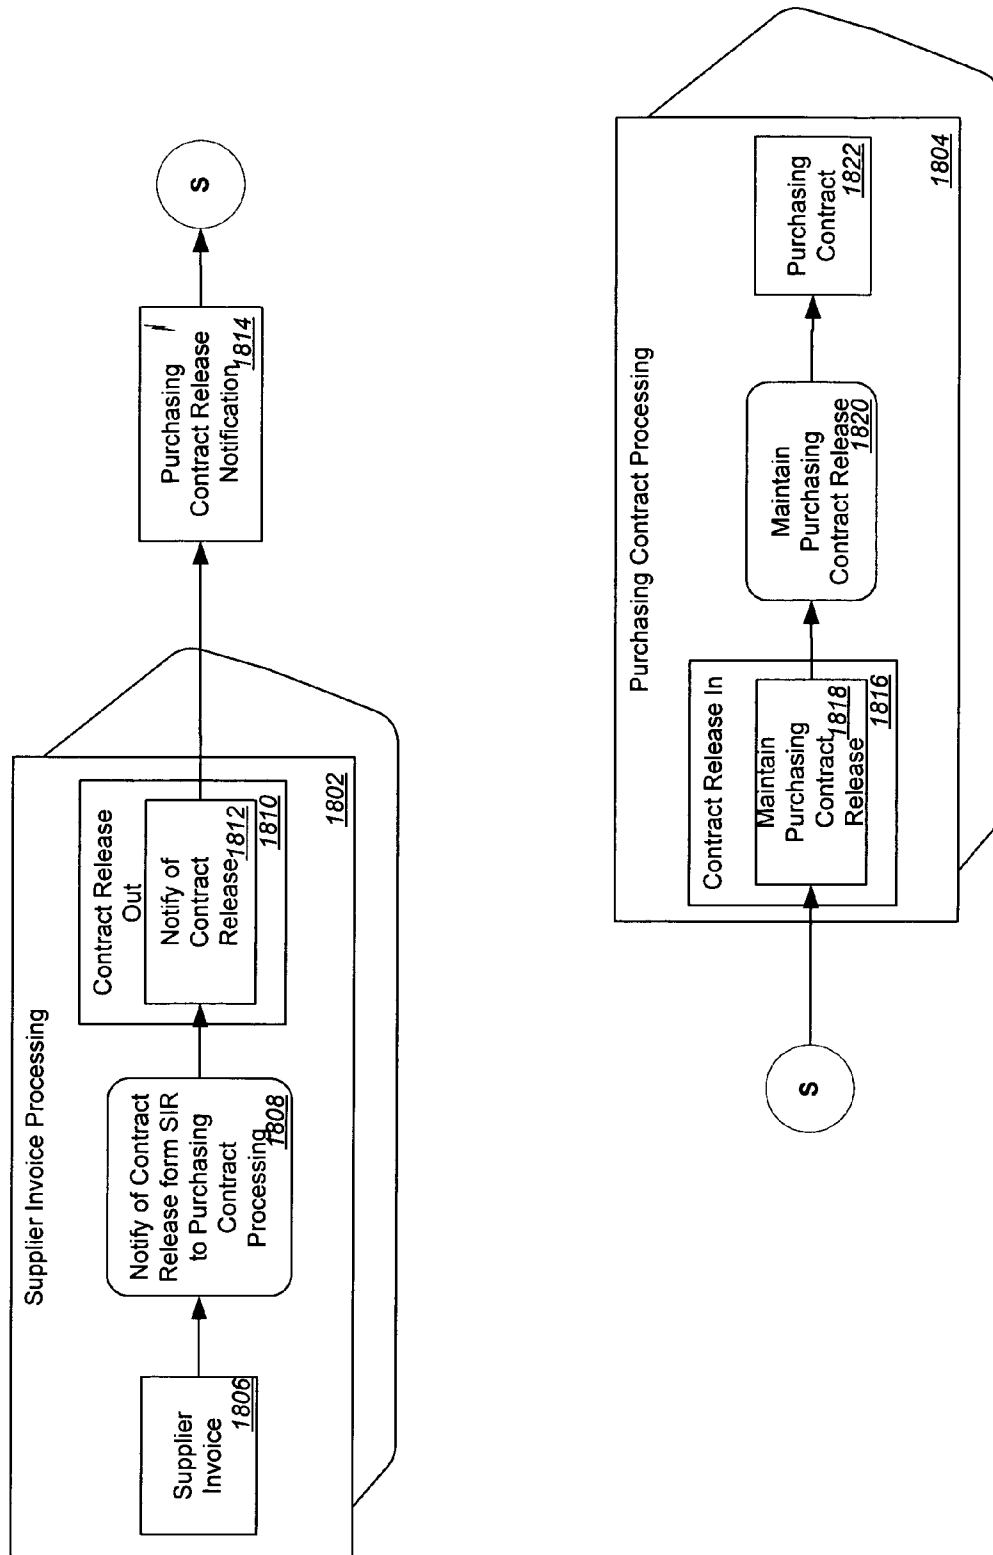 Supplier Invoice Processing
Supplier
Invoice
1806
Notify of Contract
Release form SIR
to Purchasing
Contract
Processing
1808
Contract Release
Out
Notify of
Contract
Release
1812
1810
1802
Purchasing
Contract Release
Notification
1814
S
S
Purchasing Contract Processing
Contract Release In
Maintain
Purchasing
Contract
Release
1818
1816
Maintain
Purchasing
Contract Release
1820
Purchasing
Contract
1822
1804